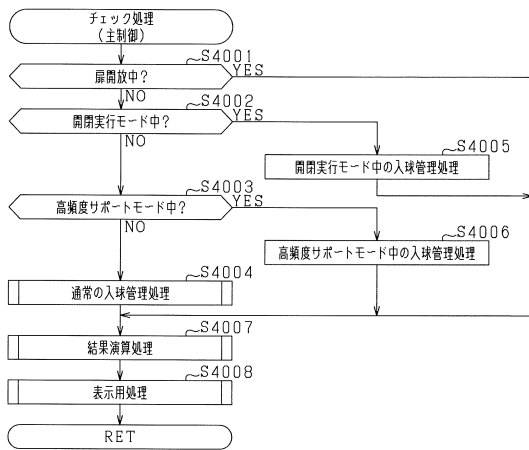 チェック処理
(主制御)
S4001
扉開放中?
YES
NO
S4002
開閉実行モード中?
YES
NO
S4005
開閉実行モード中の入球管理処理
S4003
高頻度サポートモード中?
YES
NO
S4006
高頻度サポートモード中の入球管理処理
S4004
通常の入球管理処理
S4007
結果演算処理
S4008
表示用処理
RET